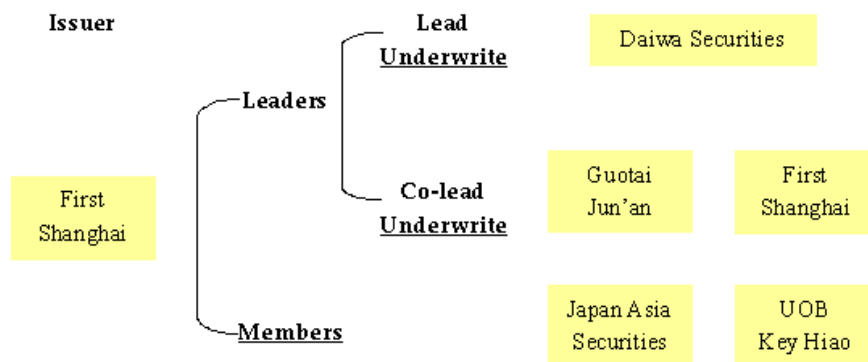 Issuer
Lead
Underwrite
Daiwa Securities
Leaders
First
Shanghai
Co-lead
Underwrite
Guotai
Jun’an
First
Shanghai
Members
Japan Asia
Securities
UOB
Key Hiao